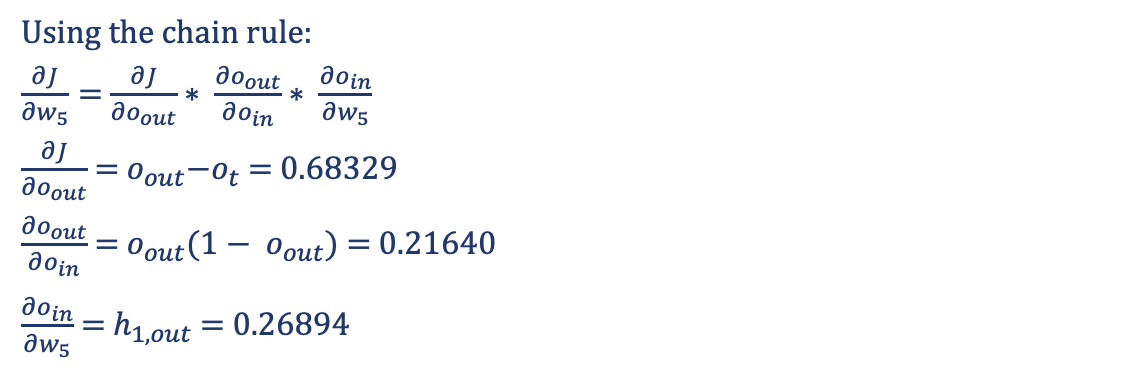 Using the chain rule:
∂J/∂w₅ = ∂J/∂o_out * ∂o_out/∂o_in * ∂o_in/∂w₅
∂J/∂o_out = o_out−o_t = 0.68329
∂o_out/∂o_in = o_out(1 − o_out) = 0.21640
∂o_in/∂w₅ = h_1,out = 0.26894